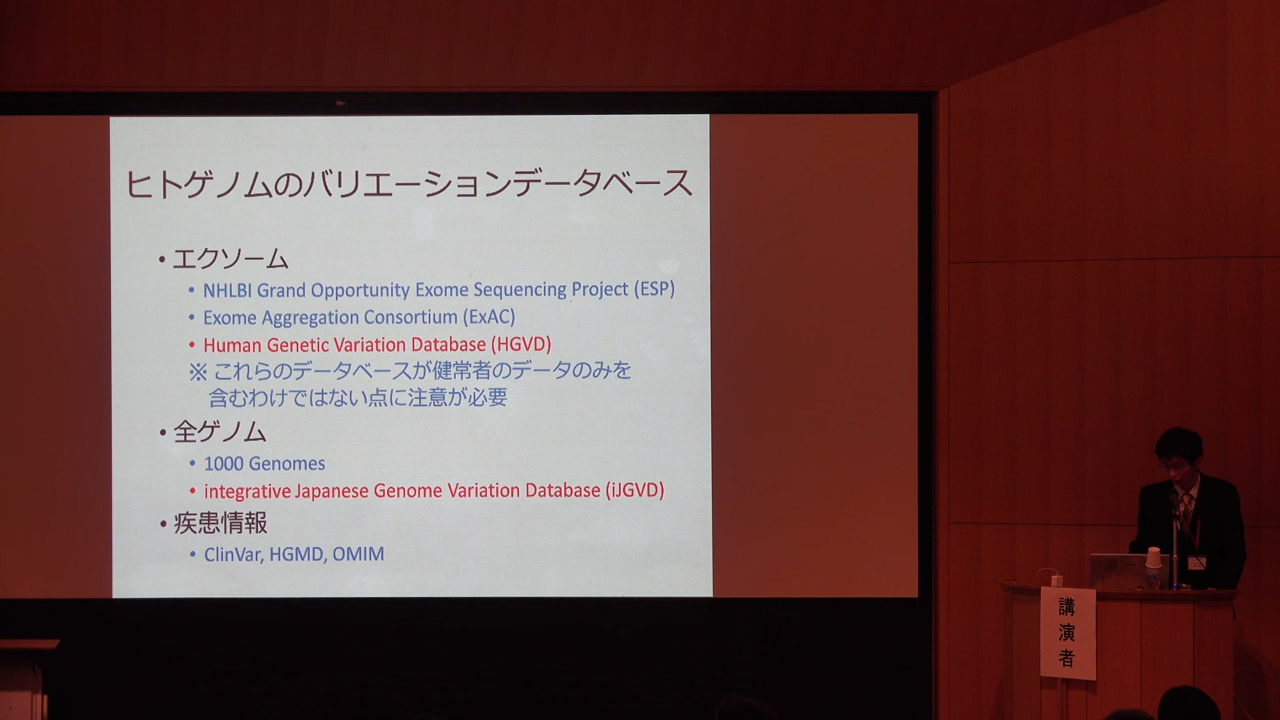 ヒトゲノムのバリエーションデータベース
• エクソーム
• NHLBI Grand Opportunity Exome Sequencing Project (ESP)
• Exome Aggregation Consortium (ExAC)
• Human Genetic Variation Database (HGVD)
※ これらのデータベースが健常者のデータのみを
含むわけではない点に注意が必要
• 全ゲノム
• 1000 Genomes
• integrative Japanese Genome Variation Database (iJGVD)
• 疾患情報
• ClinVar, HGMD, OMIM
講演者